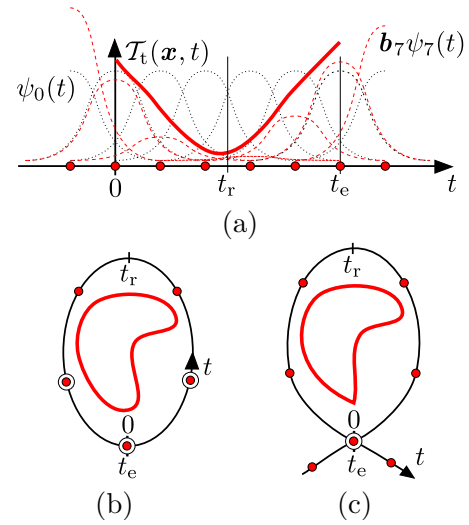 𝒯ₜ(𝒙, t)
𝒃₇ψ₇(t)
ψ₀(t)
0 tᵣ tₑ t
(a)
tᵣ tᵣ
t
0 0
tₑ tₑ t
(b) (c)